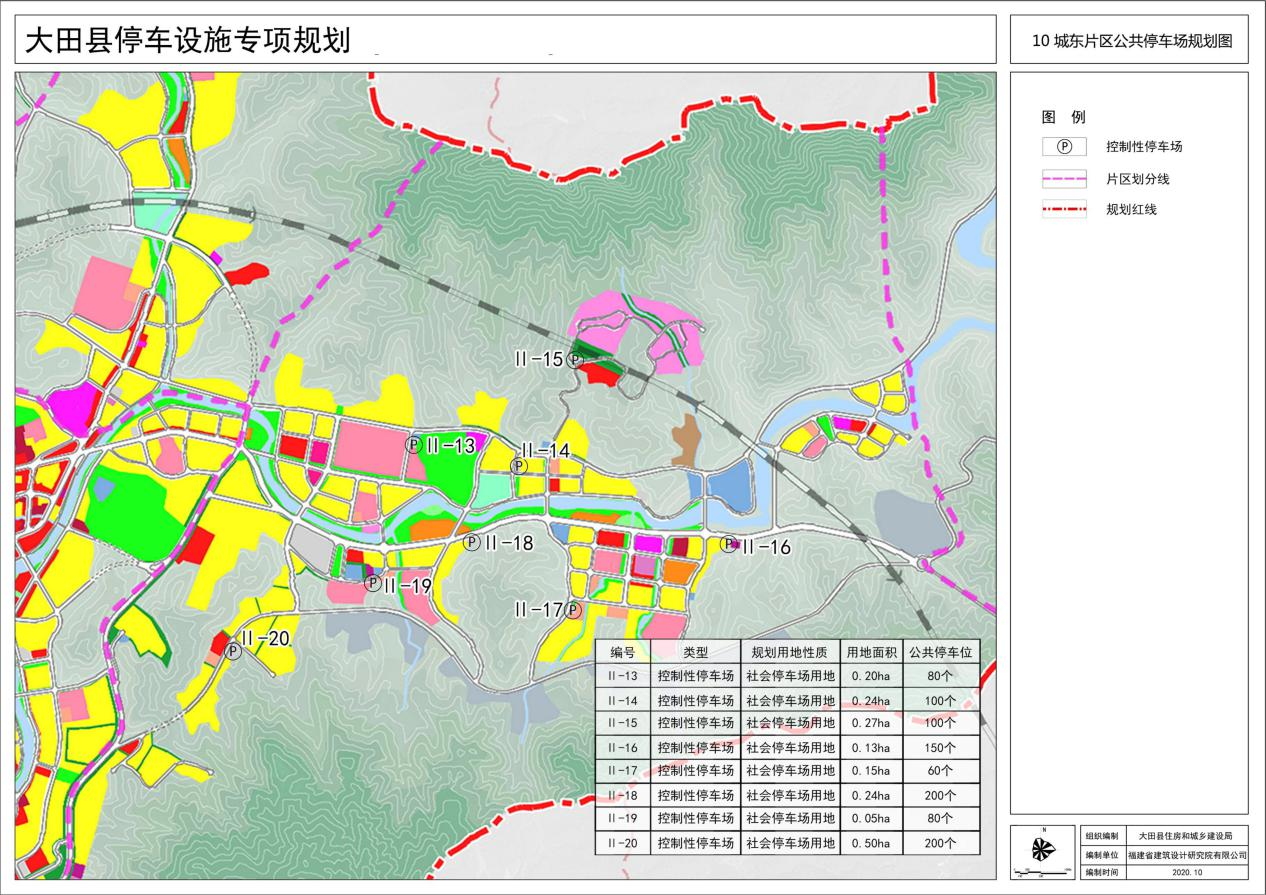 大田县停车设施专项规划
10 城东片区公共停车场规划图
图 例
P 控制性停车场
片区划分线
规划红线
II-15 P
P II-13
II-14
P
P II-18
P II-16
P II-19
II-17 P
II-20
P
编号 类型 规划用地性质 用地面积 公共停车位
II-13 控制性停车场 社会停车场用地 0.20ha 80个
II-14 控制性停车场 社会停车场用地 0.24ha 100个
II-15 控制性停车场 社会停车场用地 0.27ha 100个
II-16 控制性停车场 社会停车场用地 0.13ha 150个
II-17 控制性停车场 社会停车场用地 0.15ha 60个
II-18 控制性停车场 社会停车场用地 0.24ha 200个
II-19 控制性停车场 社会停车场用地 0.05ha 80个
II-20 控制性停车场 社会停车场用地 0.50ha 200个
N
组织编制 大田县住房和城乡建设局
编制单位 福建省建筑设计研究院有限公司
编制时间 2020.10